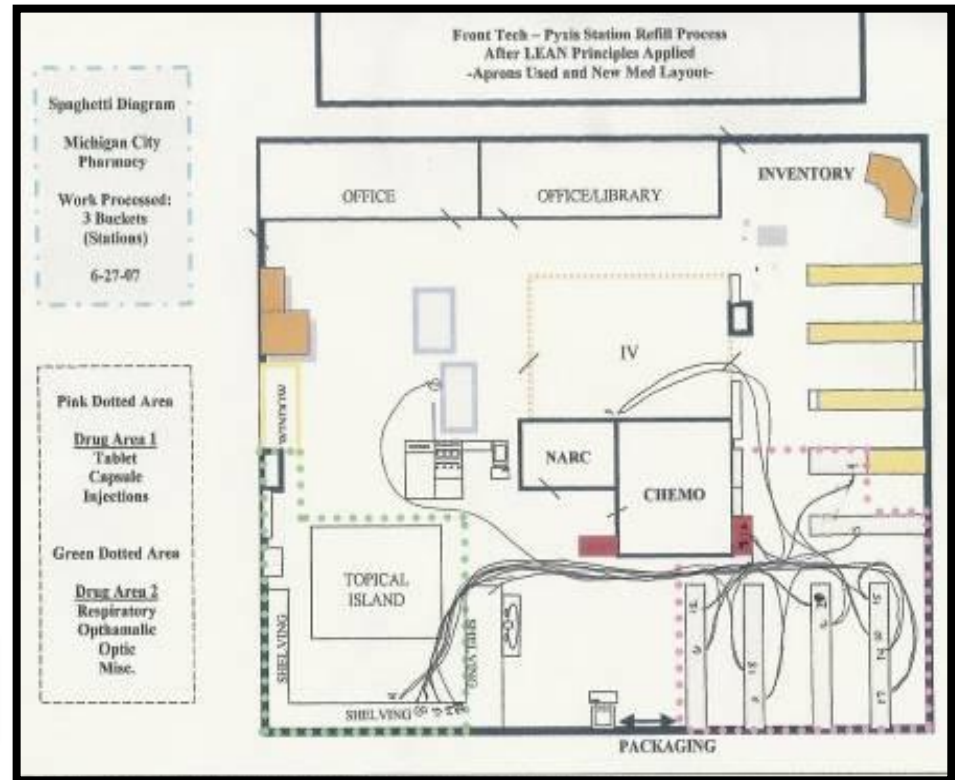 Front Tech – Pyxis Station Refill Process
After LEAN Principles Applied
-Aprons Used and New Med Layout-
Spaghetti Diagram
Michigan City
Pharmacy
Work Processed:
3 Buckets
(Stations)
6-27-07
OFFICE
OFFICE/LIBRARY
INVENTORY
IV
NARC
CHEMO
Pink Dotted Area
Drug Area 1
Tablet
Capsule
Injections
Green Dotted Area
Drug Area 2
Respiratory
Opthamalic
Optic
Misc.
TOPICAL
ISLAND
SHELVING
SHELVING
SHELVING
PACKAGING